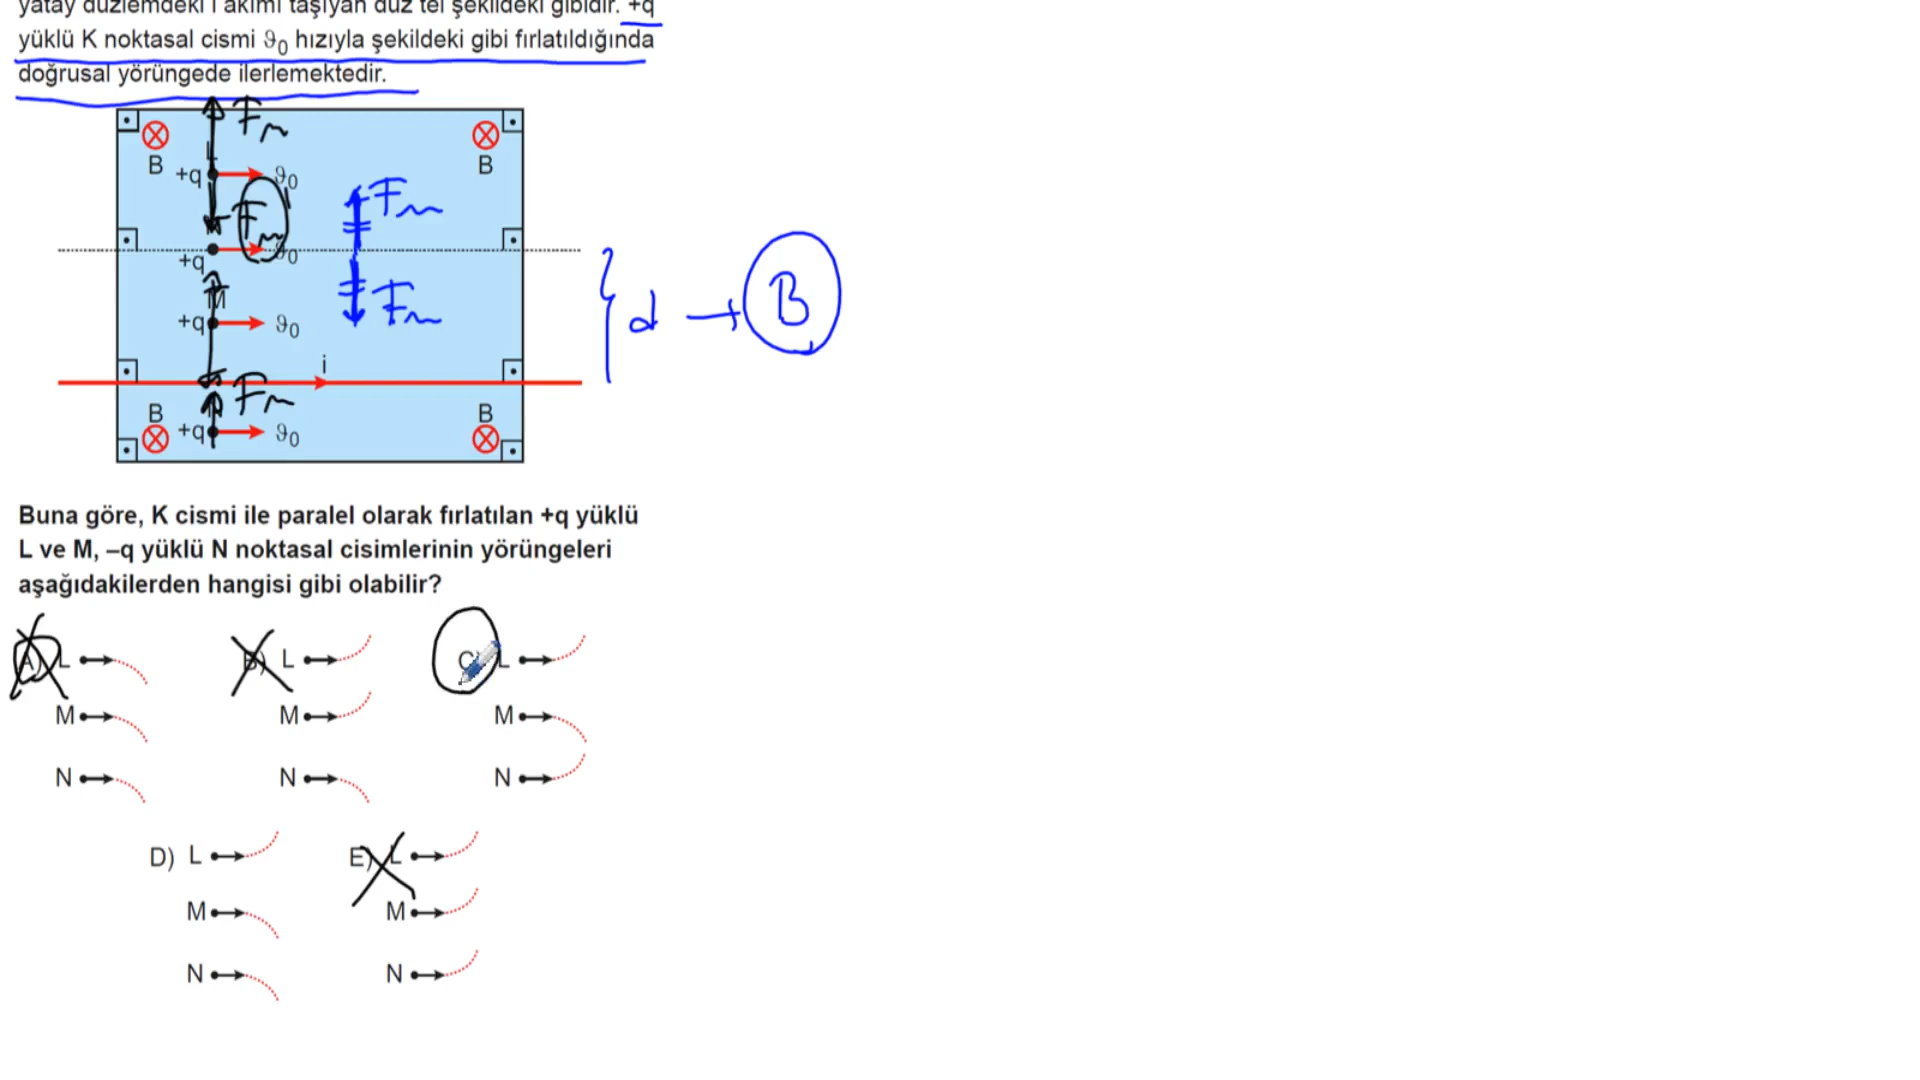 yatay düzlemdeki i akımı taşıyan düz tel şekildeki gibidir. +q
yüklü K noktasal cismi ϑ0 hızıyla şekildeki gibi fırlatıldığında
doğrusal yörüngede ilerlemektedir.
Fm
B
B
+q
ϑ0
Fm
Fm
+q
ϑ0
Fm
M
+q
ϑ0
d → B
i
Fm
B
B
+q
ϑ0
Buna göre, K cismi ile paralel olarak fırlatılan +q yüklü
L ve M, –q yüklü N noktasal cisimlerinin yörüngeleri
aşağıdakilerden hangisi gibi olabilir?
A) L
M
N
B) L
M
N
C) L
M
N
D) L
M
N
E) L
M
N